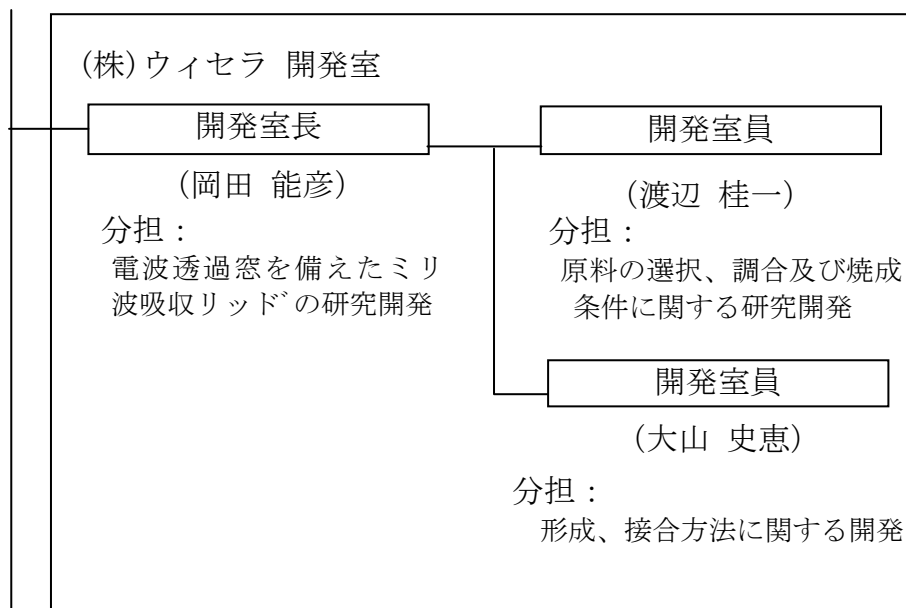 (株)ウィセラ 開発室
開発室長
(岡田 能彦)
分担：
電波透過窓を備えたミリ
波吸収リッドﾞの研究開発
開発室員
(渡辺 桂一)
分担：
原料の選択、調合及び焼成
条件に関する研究開発
開発室員
(大山 史恵)
分担：
形成、接合方法に関する開発